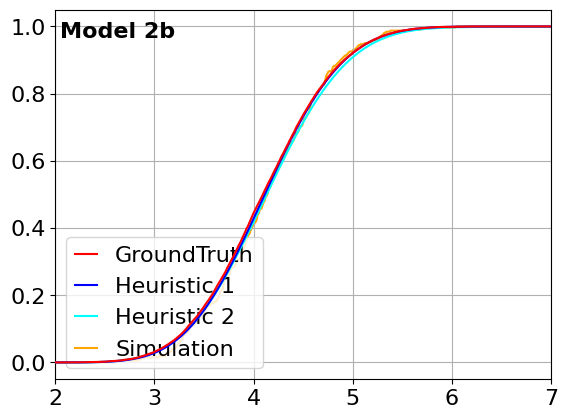 Model 2b
1.0
0.8
0.6
0.4
0.2
0.0
GroundTruth
Heuristic 1
Heuristic 2
Simulation
2 3 4 5 6 7